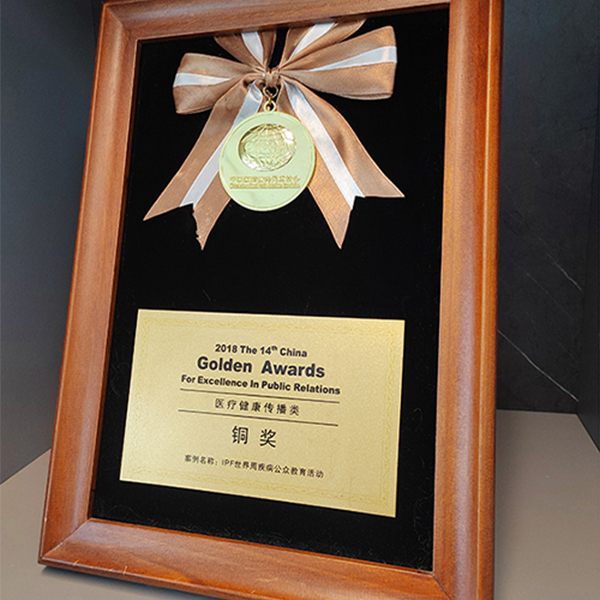 2018 The 14th China
Golden Awards
For Excellence In Public Relations
医疗健康传播类
铜奖
案例名称：IPF世界周疾病公众教育活动